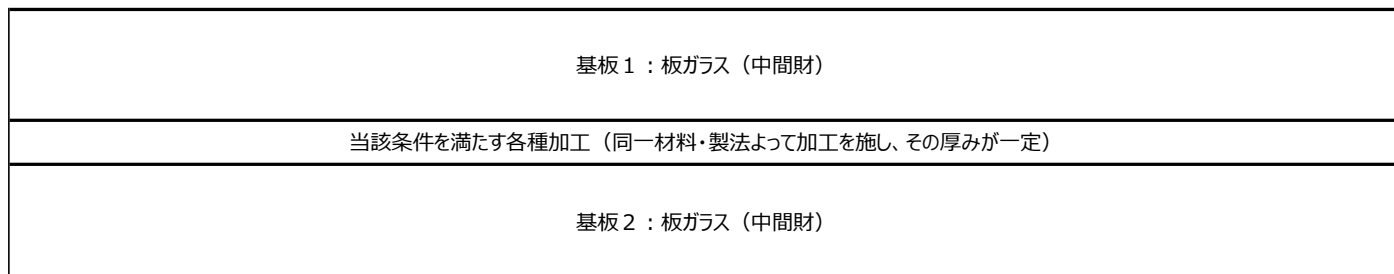 基板１：板ガラス（中間財）
当該条件を満たす各種加工（同一材料・製法よって加工を施し、その厚みが一定）
基板２：板ガラス（中間財）